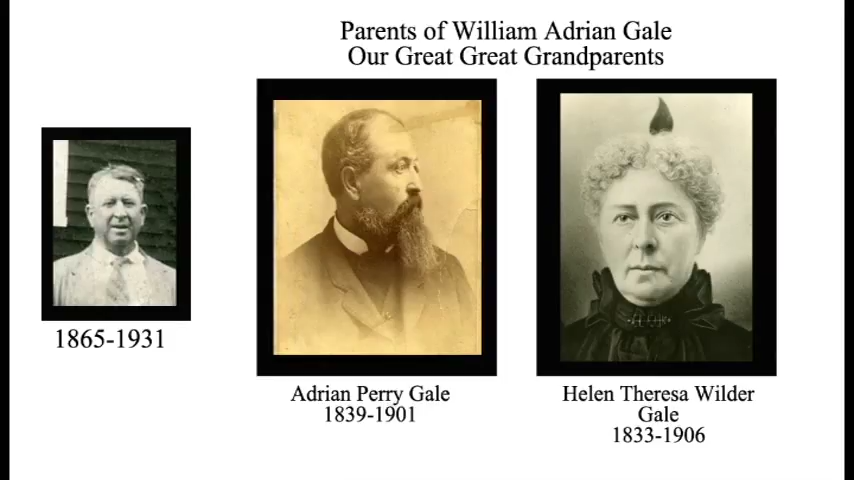 Parents of William Adrian Gale
Our Great Great Grandparents
1865-1931
Adrian Perry Gale
1839-1901
Helen Theresa Wilder
Gale
1833-1906